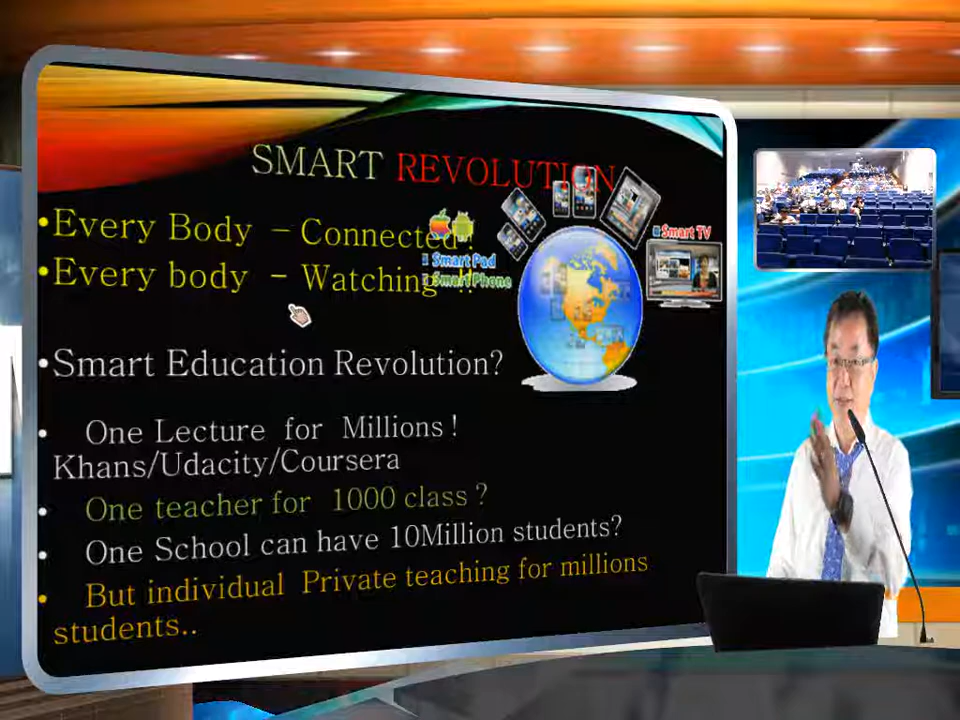 SMART REVOLUTION
•Every Body – Connected..
•Every body – Watching !!
Smart Pad
Smart Phone
Smart TV
•Smart Education Revolution?
• One Lecture for Millions !
Khans/Udacity/Coursera
• One teacher for 1000 class ?
• One School can have 10Million students?
• But individual Private teaching for millions
students..